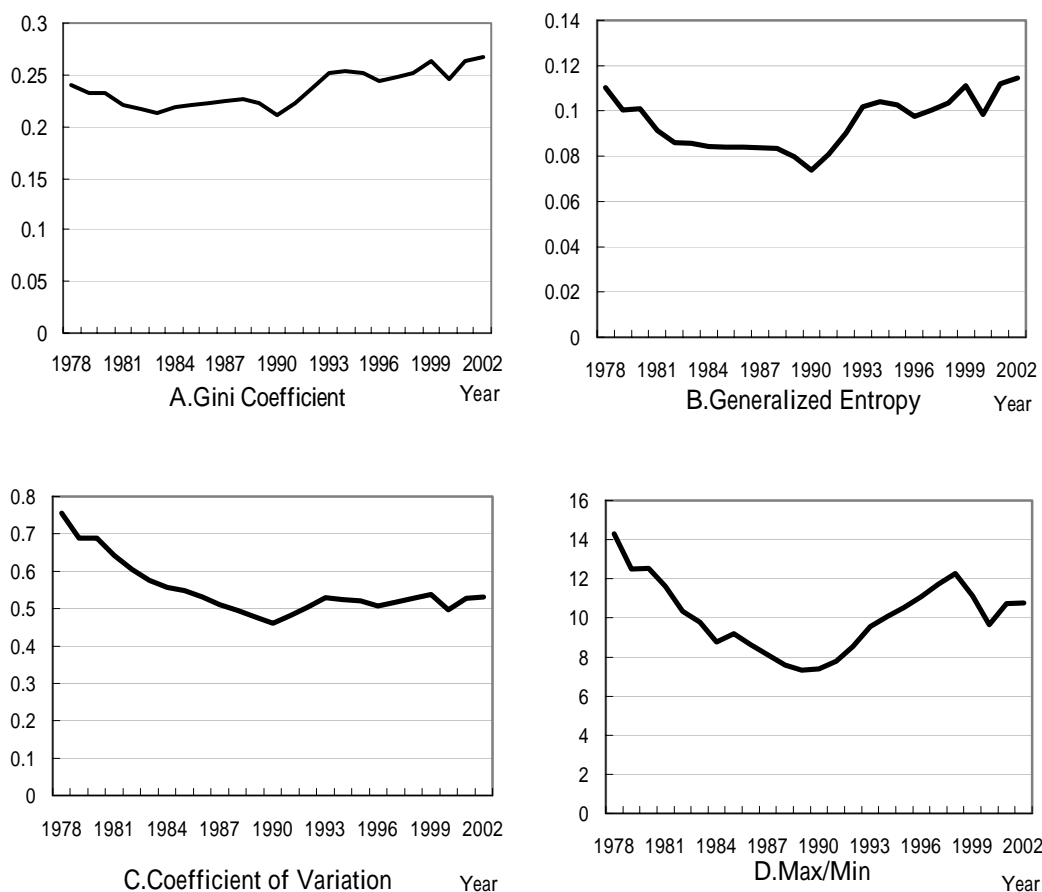 0.3
0.25
0.2
0.15
0.1
0.05
0
1978 1981 1984 1987 1990 1993 1996 1999 2002
A.Gini Coefficient
Year
0.14
0.12
0.1
0.08
0.06
0.04
0.02
0
1978 1981 1984 1987 1990 1993 1996 1999 2002
B.Generalized Entropy
Year
0.8
0.7
0.6
0.5
0.4
0.3
0.2
0.1
0
1978 1981 1984 1987 1990 1993 1996 1999 2002
C.Coefficient of Variation
Year
16
14
12
10
8
6
4
2
0
1978 1981 1984 1987 1990 1993 1996 1999 2002
D.Max/Min
Year